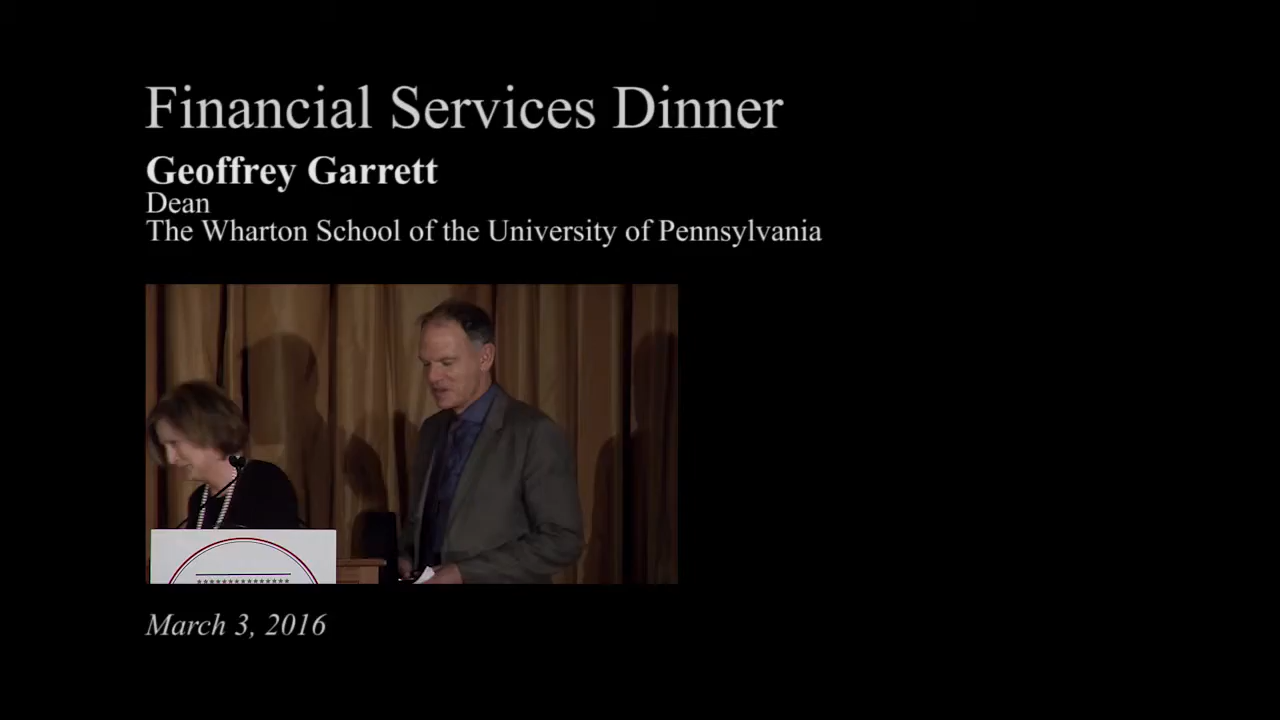 Financial Services Dinner
Geoffrey Garrett
Dean
The Wharton School of the University of Pennsylvania
March 3, 2016